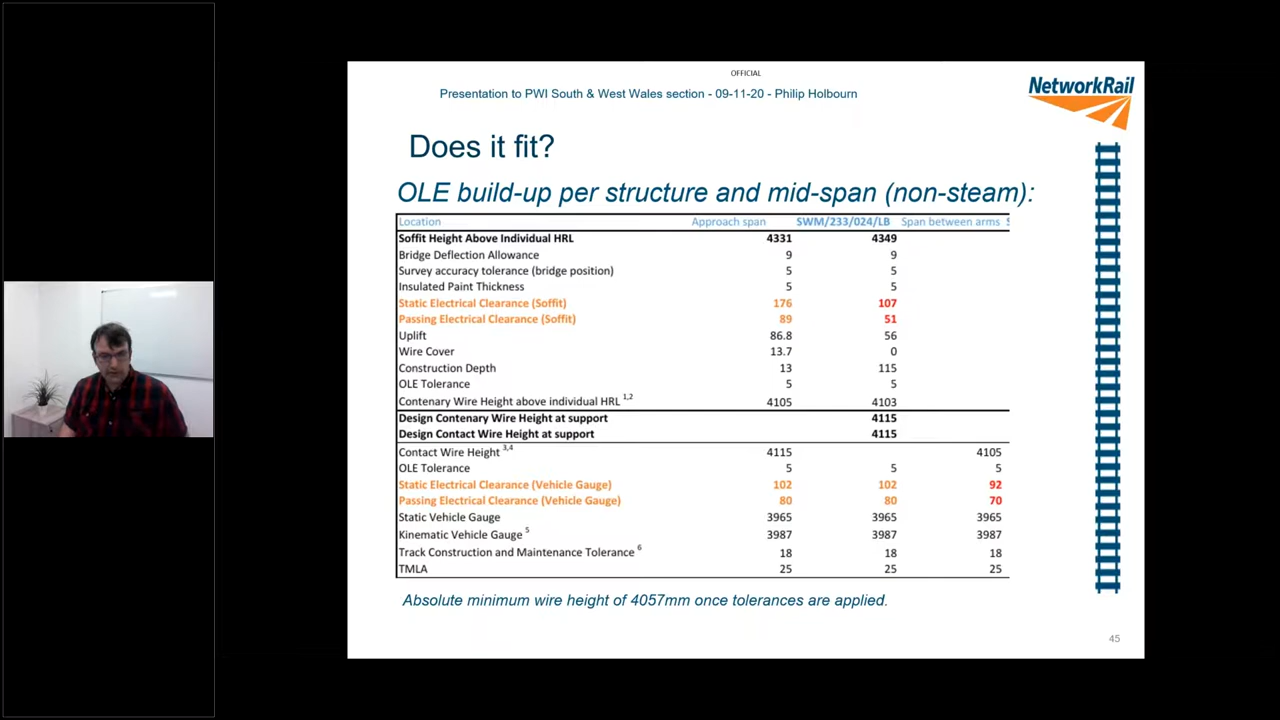 OFFICIAL
Presentation to PWI South & West Wales section - 09-11-20 - Philip Holbourn
NetworkRail
Does it fit?
OLE build-up per structure and mid-span (non-steam):
Location Approach span SWM/233/024/LB Span between arms S
Soffit Height Above Individual HRL 4331 4349
Bridge Deflection Allowance 9 9
Survey accuracy tolerance (bridge position) 5 5
Insulated Paint Thickness 5 5
Static Electrical Clearance (Soffit) 176 107
Passing Electrical Clearance (Soffit) 89 51
Uplift 86.8 56
Wire Cover 13.7 0
Construction Depth 13 115
OLE Tolerance 5 5
Contenary Wire Height above individual HRL 1,2 4105 4103
Design Contenary Wire Height at support 4115
Design Contact Wire Height at support 4115
Contact Wire Height 3,4 4115 4105
OLE Tolerance 5 5 5
Static Electrical Clearance (Vehicle Gauge) 102 102 92
Passing Electrical Clearance (Vehicle Gauge) 80 80 70
Static Vehicle Gauge 3965 3965 3965
Kinematic Vehicle Gauge 5 3987 3987 3987
Track Construction and Maintenance Tolerance 6 18 18 18
TMLA 25 25 25
Absolute minimum wire height of 4057mm once tolerances are applied.
45